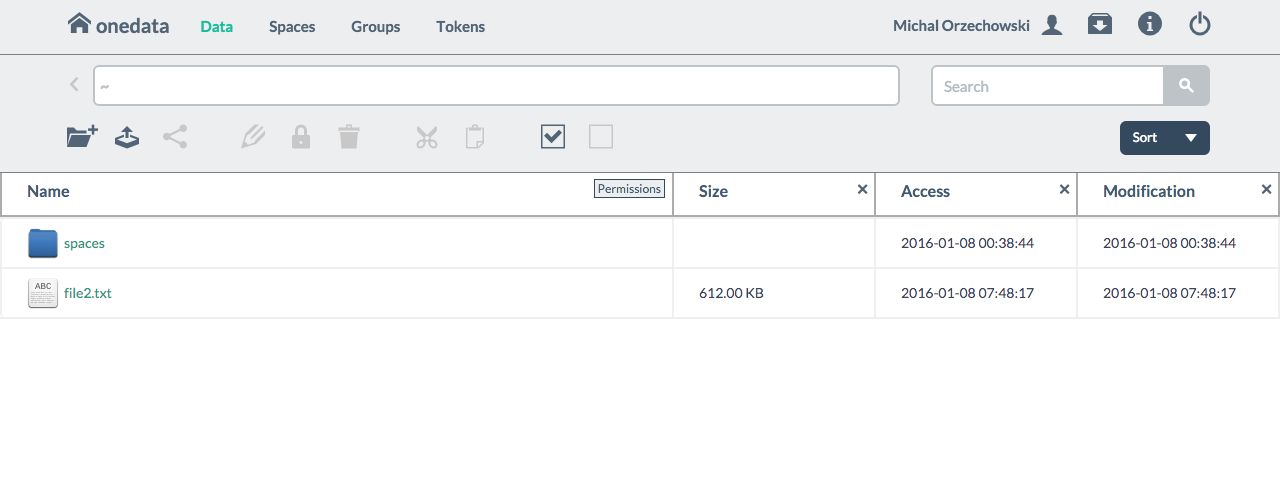 onedata Data Spaces Groups Tokens Michal Orzechowski
~ Search
Sort
Name Permissions Size Access Modification
spaces 2016-01-08 00:38:44 2016-01-08 00:38:44
ABC file2.txt 612.00 KB 2016-01-08 07:48:17 2016-01-08 07:48:17